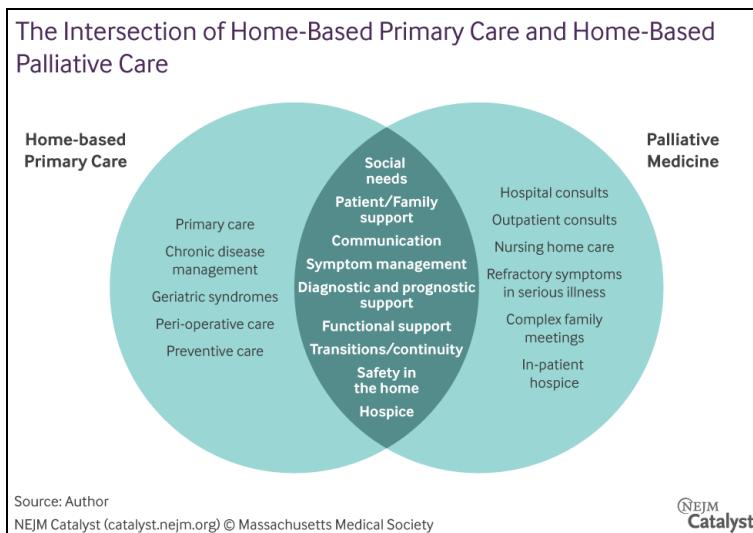 The Intersection of Home-Based Primary Care and Home-Based
Palliative Care
Home-based
Primary Care
Primary care
Chronic disease
management
Geriatric syndromes
Peri-operative care
Preventive care
Social
needs
Patient/Family
support
Communication
Symptom management
Diagnostic and prognostic
support
Functional support
Transitions/continuity
Safety in
the home
Hospice
Palliative
Medicine
Hospital consults
Outpatient consults
Nursing home care
Refractory symptoms
in serious illness
Complex family
meetings
In-patient
hospice
Source: Author
NEJM Catalyst (catalyst.nejm.org) © Massachusetts Medical Society
NEJM
Catalyst